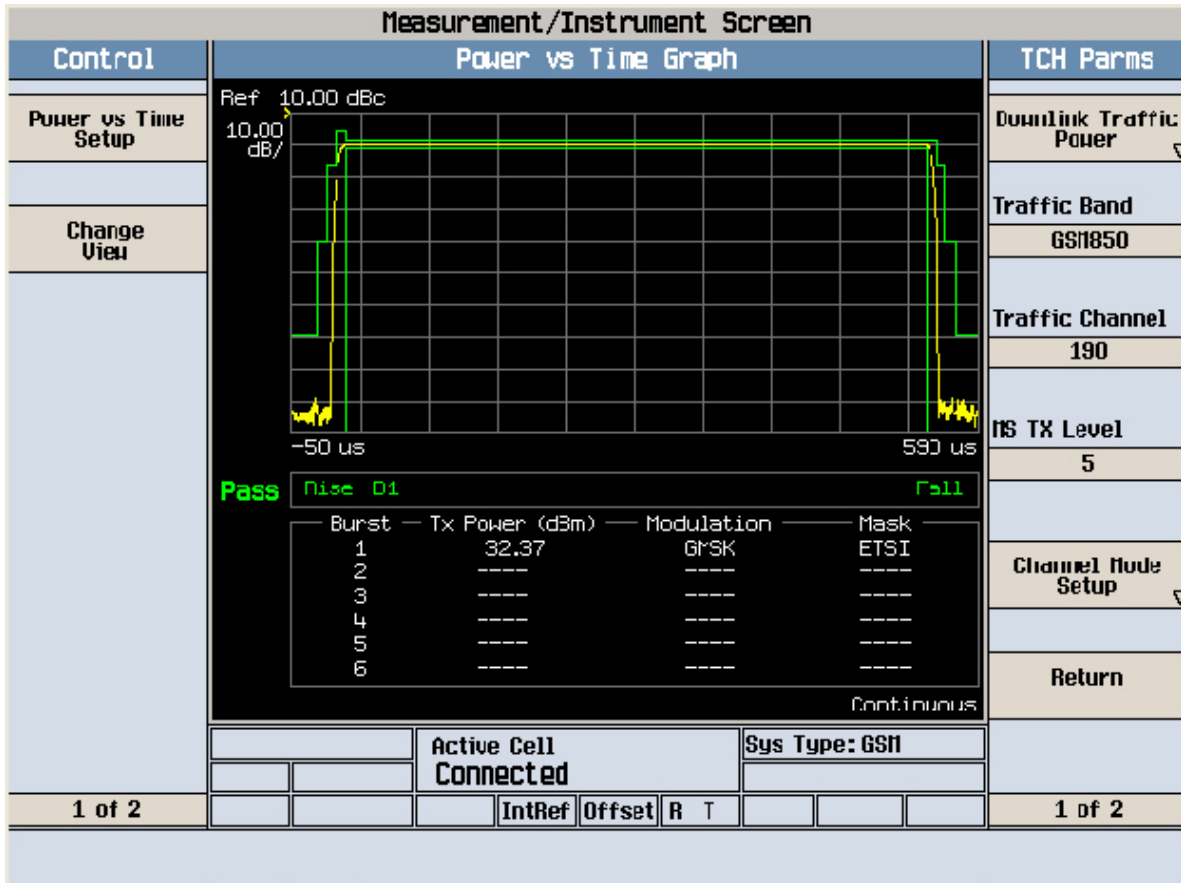 Measurement/Instrument Screen
Control
Power vs Time Graph
TCH Parms
Power vs Time
Setup
Change
View
1 of 2
Ref 10.00 dBc
10.00
dB/
-50 us
590 us
Pass
Rise 01
Fall
Burst Tx Power (dBm) Modulation Mask
1 32.37 GMSK ETSI
2 ---- ---- ----
3 ---- ---- ----
4 ---- ---- ----
5 ---- ---- ----
6 ---- ---- ----
Continuous
Active Cell
Connected
Sys Type: GSM
IntRef Offset R T
Downlink Traffic
Power
Traffic Band
GSM850
Traffic Channel
190
MS TX Level
5
Channel Mode
Setup
Return
1 of 2